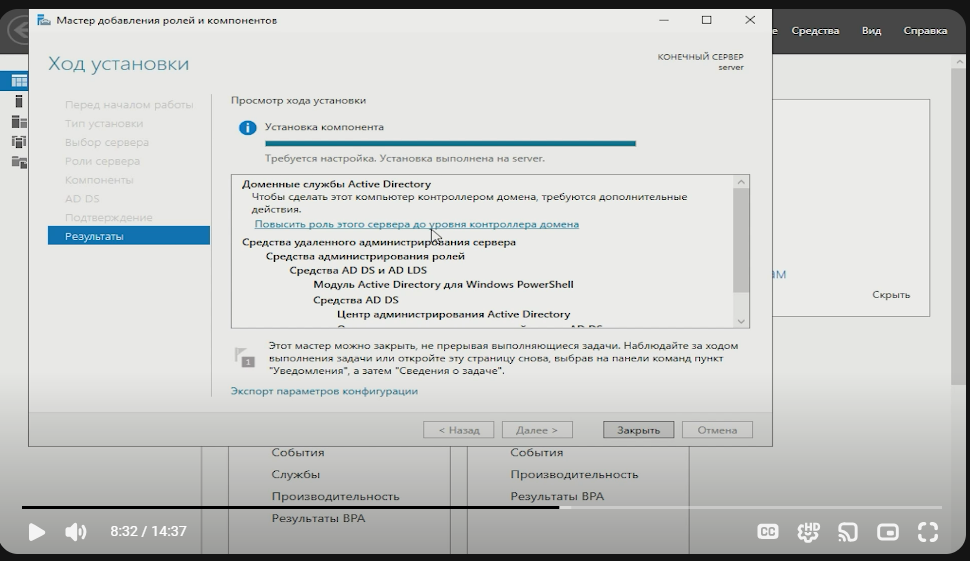 Мастер добавления ролей и компонентов
Средства
Вид
Справка
Ход установки
КОНЕЧНЫЙ СЕРВЕР
server
Перед началом работы
Тип установки
Выбор сервера
Роли сервера
Компоненты
AD DS
Подтверждение
Результаты
Просмотр хода установки
Установка компонента
Требуется настройка. Установка выполнена на server.
Доменные службы Active Directory
Чтобы сделать этот компьютер контроллером домена, требуются дополнительные
действия.
Повысить роль этого сервера до уровня контроллера домена
Средства удаленного администрирования сервера
Средства администрирования ролей
Средства AD DS и AD LDS
Модуль Active Directory для Windows PowerShell
Средства AD DS
Центр администрирования Active Directory
Этот мастер можно закрыть, не прерывая выполняющиеся задачи. Наблюдайте за ходом
выполнения задачи или откройте эту страницу снова, выбрав на панели команд пункт
"Уведомления", а затем "Сведения о задаче".
1
Экспорт параметров конфигурации
< Назад
Далее >
Закрыть
Отмена
Скрыть
События
Службы
Производительность
Результаты BPA
События
Производительность
Результаты BPA
8:32 / 14:37
CC
HD